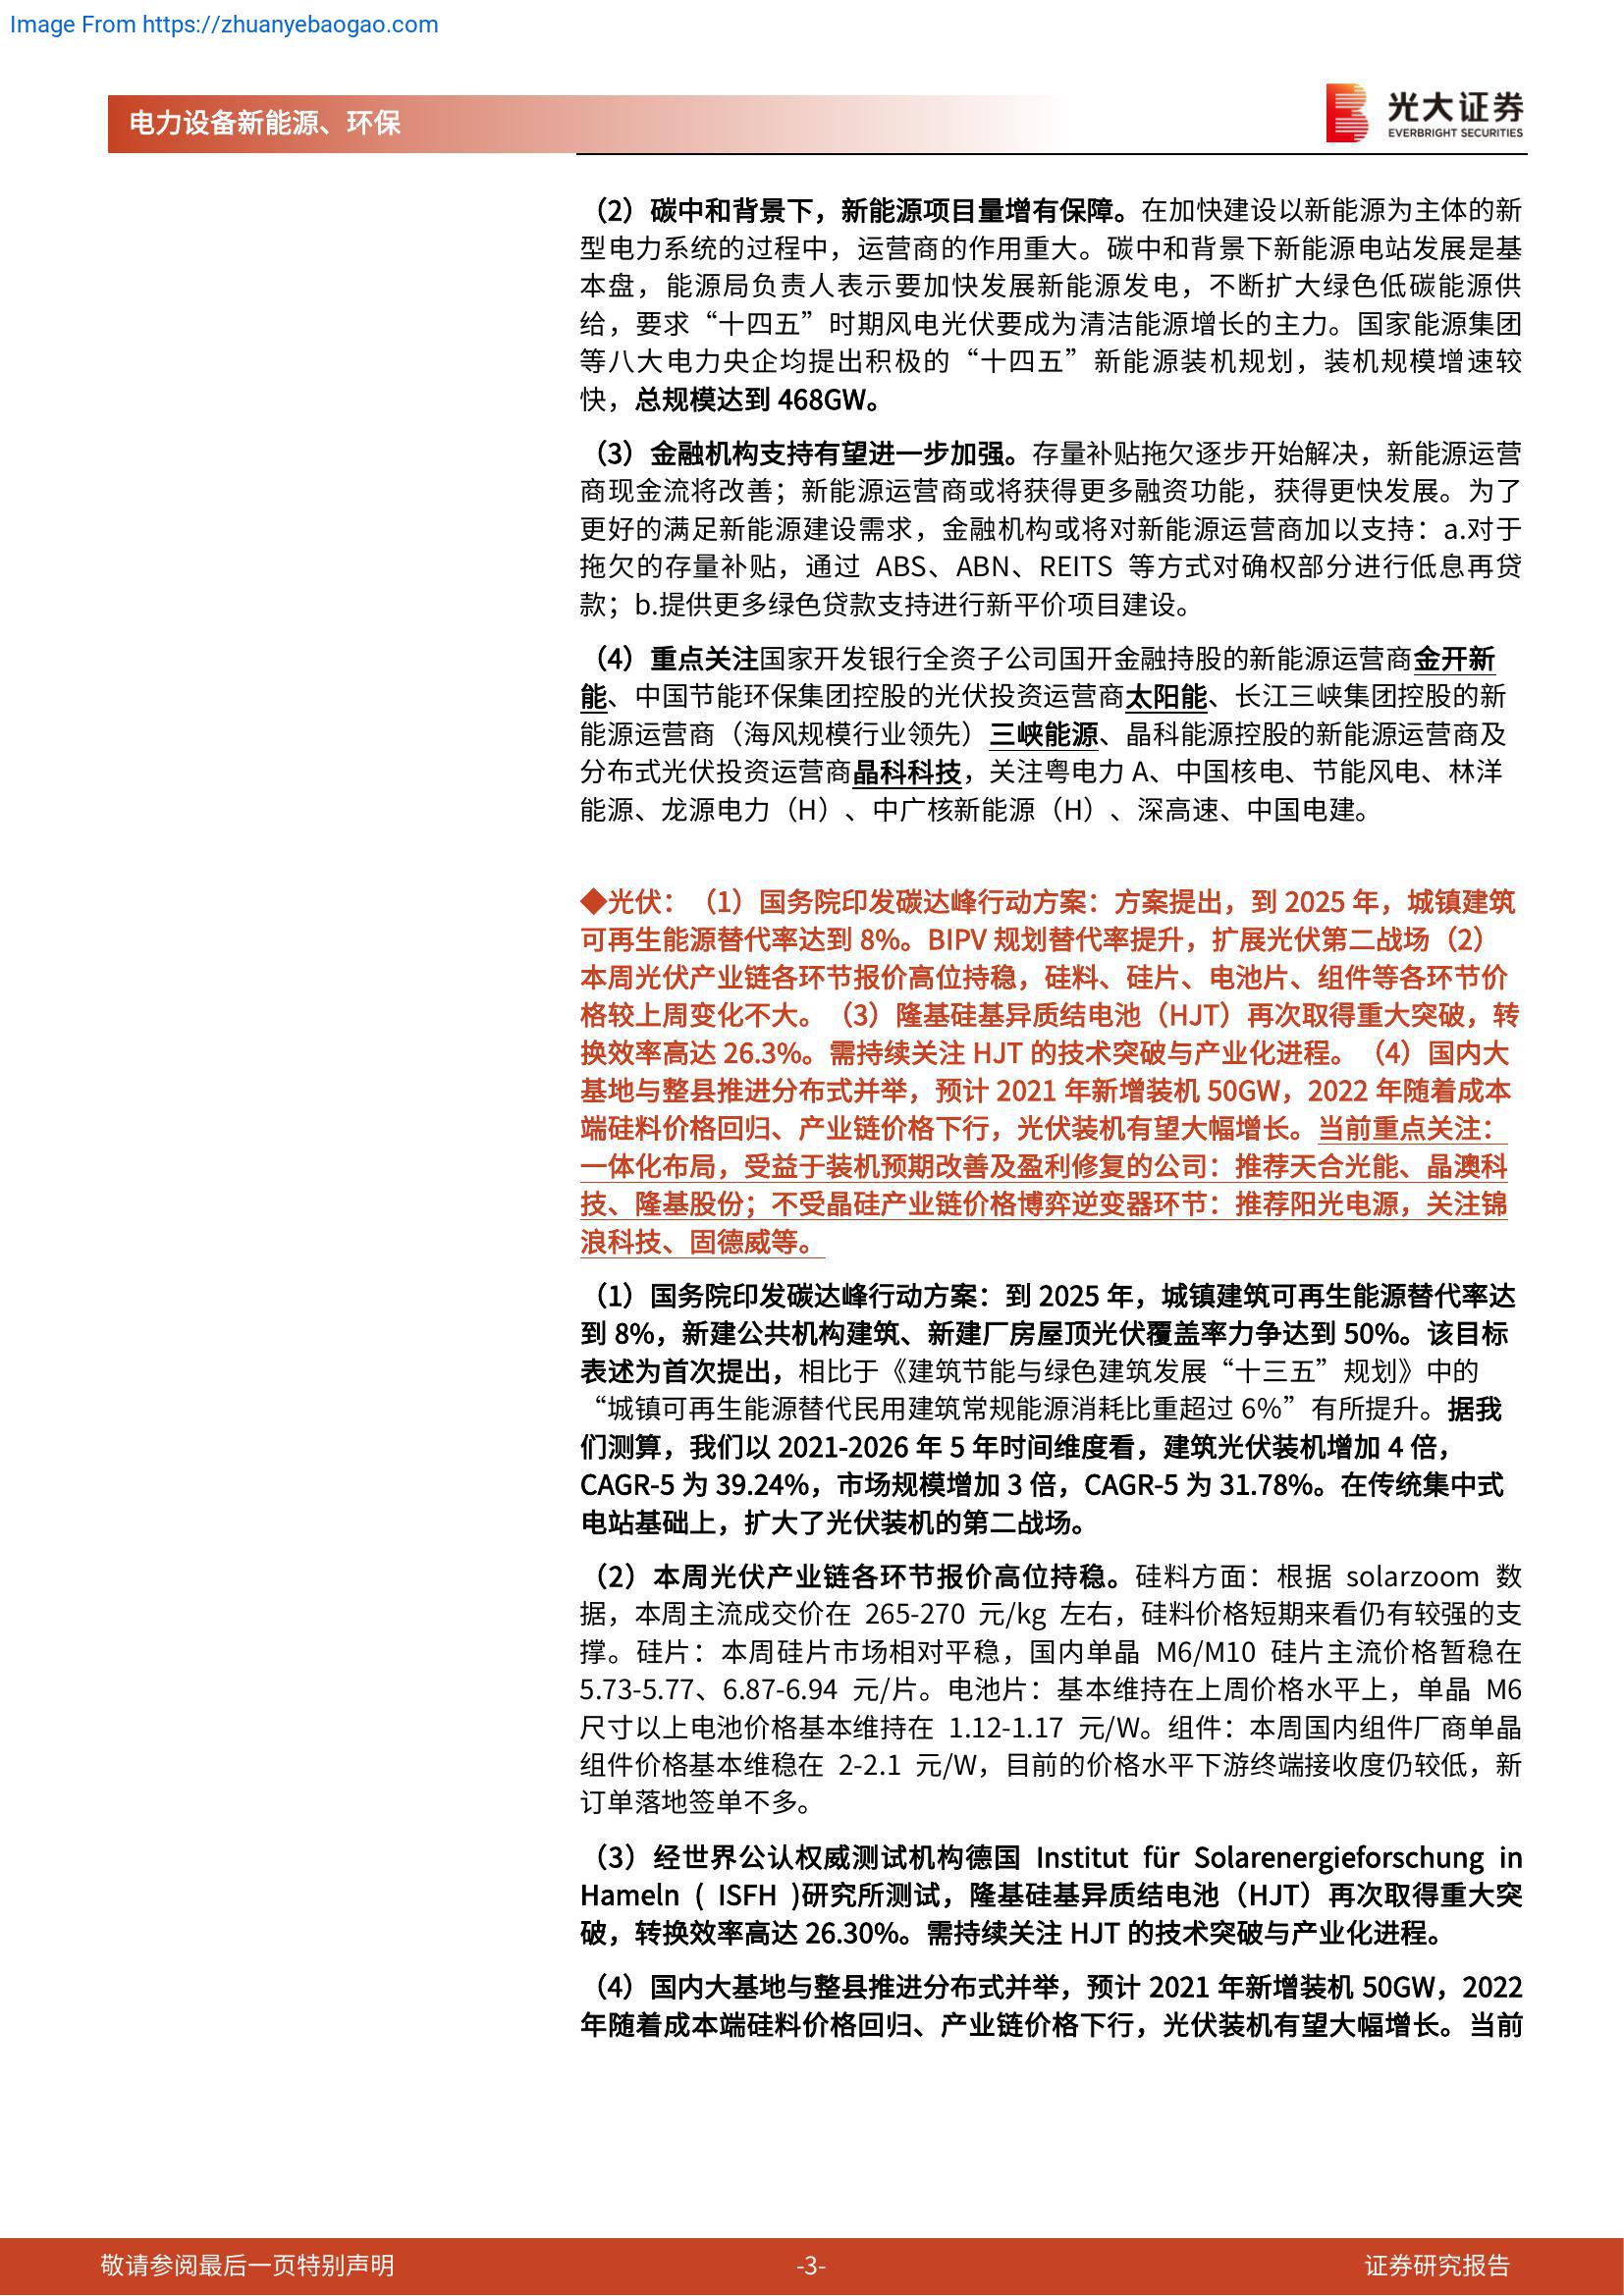 Image From https://zhuanyebaogao.com
电力设备新能源、环保
光大证券
EVERBRIGHT SECURITIES
（2）碳中和背景下，新能源项目量增有保障。在加快建设以新能源为主体的新
型电力系统的过程中，运营商的作用重大。碳中和背景下新能源电站发展是基
本盘，能源局负责人表示要加快发展新能源发电，不断扩大绿色低碳能源供
给，要求“十四五”时期风电光伏要成为清洁能源增长的主力。国家能源集团
等八大电力央企均提出积极的“十四五”新能源装机规划，装机规模增速较
快，总规模达到 468GW。
（3）金融机构支持有望进一步加强。存量补贴拖欠逐步开始解决，新能源运营
商现金流将改善；新能源运营商或将获得更多融资功能，获得更快发展。为了
更好的满足新能源建设需求，金融机构或将对新能源运营商加以支持：a.对于
拖欠的存量补贴，通过 ABS、ABN、REITS 等方式对确权部分进行低息再贷
款；b.提供更多绿色贷款支持进行新平价项目建设。
（4）重点关注国家开发银行全资子公司国开金融持股的新能源运营商金开新
能、中国节能环保集团控股的光伏投资运营商太阳能、长江三峡集团控股的新
能源运营商（海风规模行业领先）三峡能源、晶科能源控股的新能源运营商及
分布式光伏投资运营商晶科科技，关注粤电力 A、中国核电、节能风电、林洋
能源、龙源电力（H）、中广核新能源（H）、深高速、中国电建。
◆光伏：（1）国务院印发碳达峰行动方案：方案提出，到 2025 年，城镇建筑
可再生能源替代率达到 8%。BIPV 规划替代率提升，扩展光伏第二战场（2）
本周光伏产业链各环节报价高位持稳，硅料、硅片、电池片、组件等各环节价
格较上周变化不大。（3）隆基硅基异质结电池（HJT）再次取得重大突破，转
换效率高达 26.3%。需持续关注 HJT 的技术突破与产业化进程。（4）国内大
基地与整县推进分布式并举，预计 2021 年新增装机 50GW，2022 年随着成本
端硅料价格回归、产业链价格下行，光伏装机有望大幅增长。当前重点关注：
一体化布局，受益于装机预期改善及盈利修复的公司：推荐天合光能、晶澳科
技、隆基股份；不受晶硅产业链价格博弈逆变器环节：推荐阳光电源，关注锦
浪科技、固德威等。
（1）国务院印发碳达峰行动方案：到 2025 年，城镇建筑可再生能源替代率达
到 8%，新建公共机构建筑、新建厂房屋顶光伏覆盖率力争达到 50%。该目标
表述为首次提出，相比于《建筑节能与绿色建筑发展“十三五”规划》中的
“城镇可再生能源替代民用建筑常规能源消耗比重超过 6%”有所提升。据我
们测算，我们以 2021-2026 年 5 年时间维度看，建筑光伏装机增加 4 倍，
CAGR-5 为 39.24%，市场规模增加 3 倍，CAGR-5 为 31.78%。在传统集中式
电站基础上，扩大了光伏装机的第二战场。
（2）本周光伏产业链各环节报价高位持稳。硅料方面：根据 solarzoom 数
据，本周主流成交价在 265-270 元/kg 左右，硅料价格短期来看仍有较强的支
撑。硅片：本周硅片市场相对平稳，国内单晶 M6/M10 硅片主流价格暂稳在
5.73-5.77、6.87-6.94 元/片。电池片：基本维持在上周价格水平上，单晶 M6
尺寸以上电池价格基本维持在 1.12-1.17 元/W。组件：本周国内组件厂商单晶
组件价格基本维稳在 2-2.1 元/W，目前的价格水平下游终端接收度仍较低，新
订单落地签单不多。
（3）经世界公认权威测试机构德国 Institut für Solarenergieforschung in
Hameln ( ISFH )研究所测试，隆基硅基异质结电池（HJT）再次取得重大突
破，转换效率高达 26.30%。需持续关注 HJT 的技术突破与产业化进程。
（4）国内大基地与整县推进分布式并举，预计 2021 年新增装机 50GW，2022
年随着成本端硅料价格回归、产业链价格下行，光伏装机有望大幅增长。当前
敬请参阅最后一页特别声明
-3-
证券研究报告